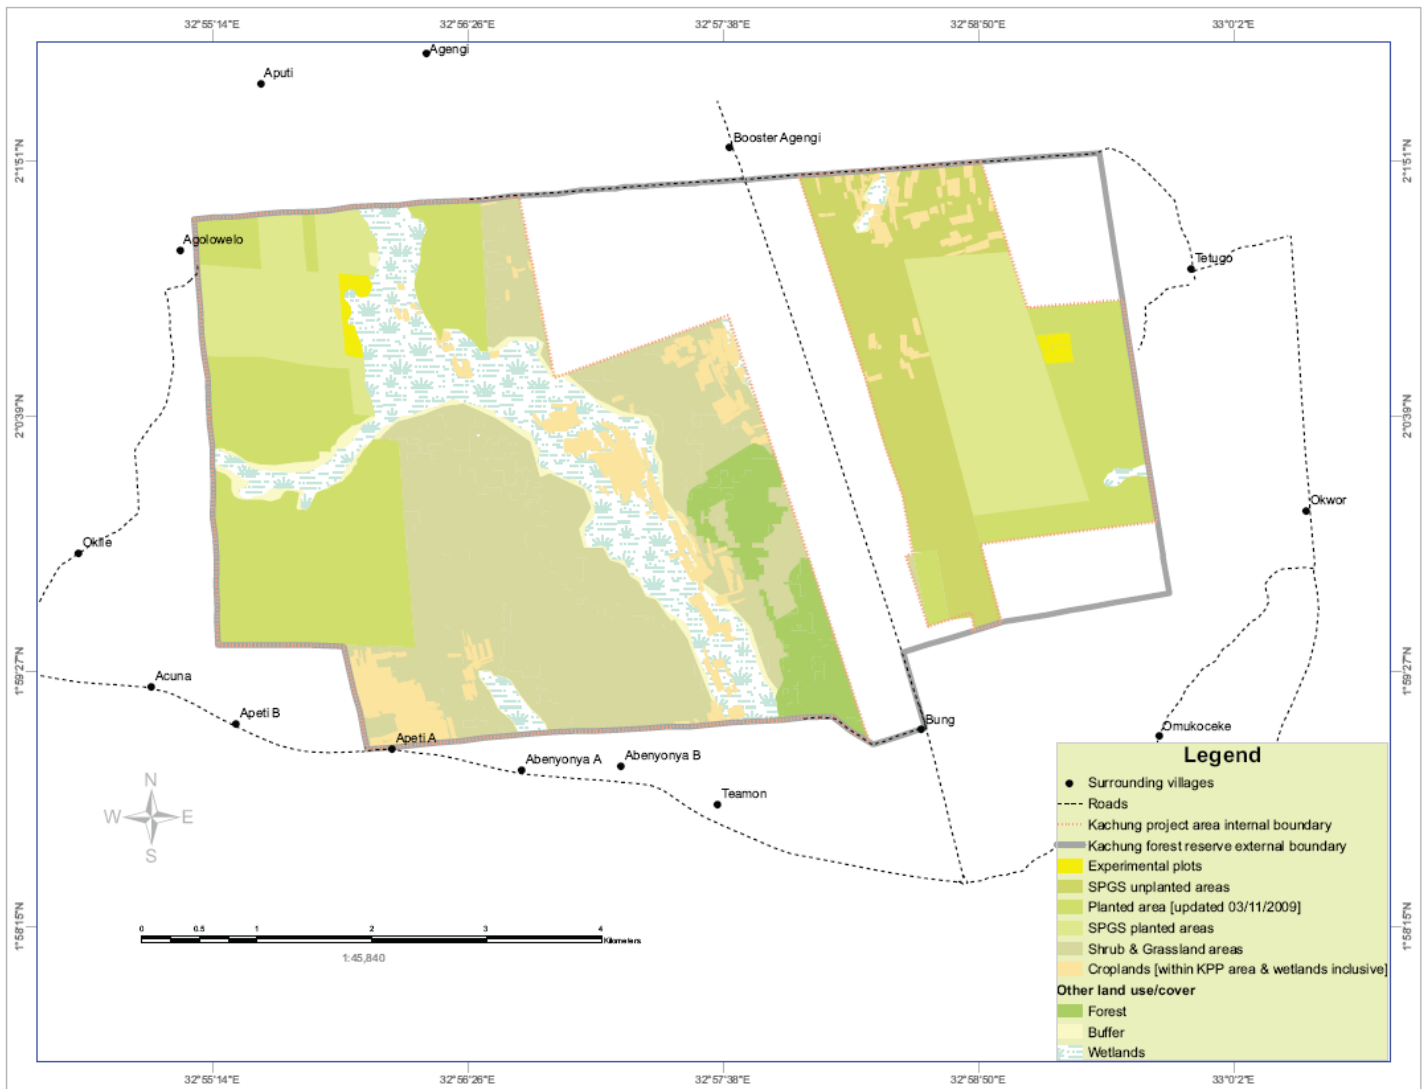 32°55'14"E
32°56'26"E
32°57'38"E
32°58'50"E
33°0'2"E
Agengi
Aputi
Booster Agengi
2°1'51"N
2°1'51"N
Agolowelo
Tetugo
2°0'39"N
2°0'39"N
Okwor
Okile
1°59'27"N
1°59'27"N
Acuna
Apeti B
Bung
Omukoceke
Apeti A
Abenyonya A
Abenyonya B
Teamon
N
W
E
S
Legend
Surrounding villages
Roads
Kachung project area internal boundary
Kachung forest reserve external boundary
Experimental plots
SPGS unplanted areas
Planted area [updated 03/11/2009]
SPGS planted areas
Shrub & Grassland areas
Croplands [within KPP area & wetlands inclusive]
Other land use/cover
Forest
Buffer
Wetlands
0 0.5 1 2 3 4
Kilometers
1:45,840
1°58'15"N
1°58'15"N
32°55'14"E
32°56'26"E
32°57'38"E
32°58'50"E
33°0'2"E